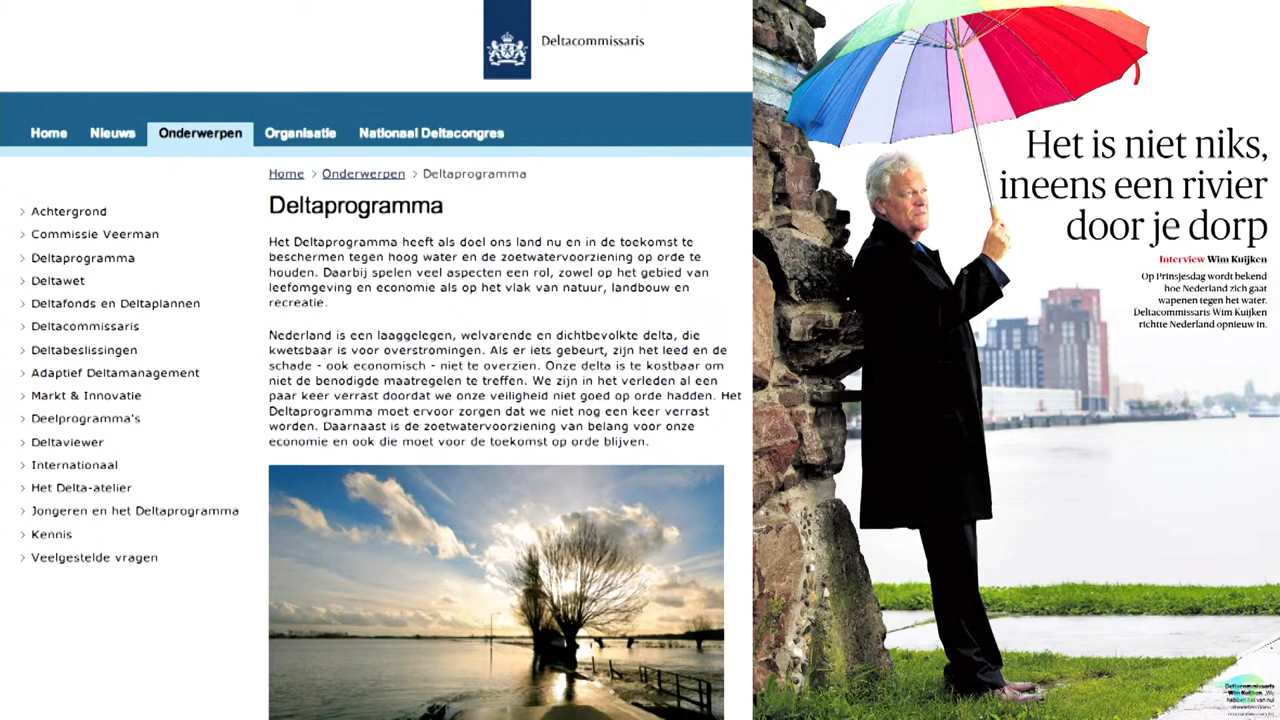 Deltacommissaris
Home Nieuws Onderwerpen Organisatie Nationaal Deltacongres
Home > Onderwerpen > Deltaprogramma
Deltaprogramma
> Achtergrond
> Commissie Veerman
> Deltaprogramma
> Deltawet
> Deltafonds en Deltaplannen
> Deltacommissaris
> Deltabeslissingen
> Adaptief Deltamanagement
> Markt & Innovatie
> Deelprogramma's
> Deltaviewer
> Internationaal
> Het Delta-atelier
> Jongeren en het Deltaprogramma
> Kennis
> Veelgestelde vragen
Het Deltaprogramma heeft als doel ons land nu en in de toekomst te
beschermen tegen hoog water en de zoetwatervoorziening op orde te
houden. Daarbij spelen veel aspecten een rol, zowel op het gebied van
leefomgeving en economie als op het vlak van natuur, landbouw en
recreatie.
Nederland is een laaggelegen, welvarende en dichtbevolkte delta, die
kwetsbaar is voor overstromingen. Als er iets gebeurt, zijn het leed en de
schade - ook economisch - niet te overzien. Onze delta is te kostbaar om
niet de benodigde maatregelen te treffen. We zijn in het verleden al een
paar keer verrast doordat we onze veiligheid niet goed op orde hadden. Het
Deltaprogramma moet ervoor zorgen dat we niet nog een keer verrast
worden. Daarnaast is de zoetwatervoorziening van belang voor onze
economie en ook die moet voor de toekomst op orde blijven.
Het is niet niks,
ineens een rivier
door je dorp
Interview Wim Kuijken
Op Prinsjesdag wordt bekend
hoe Nederland zich gaat
wapenen tegen het water.
Deltacommissaris Wim Kuijken
richtte Nederland opnieuw in.
Deltacommissaris
Wim Kuijken. „We
hebben het van nul